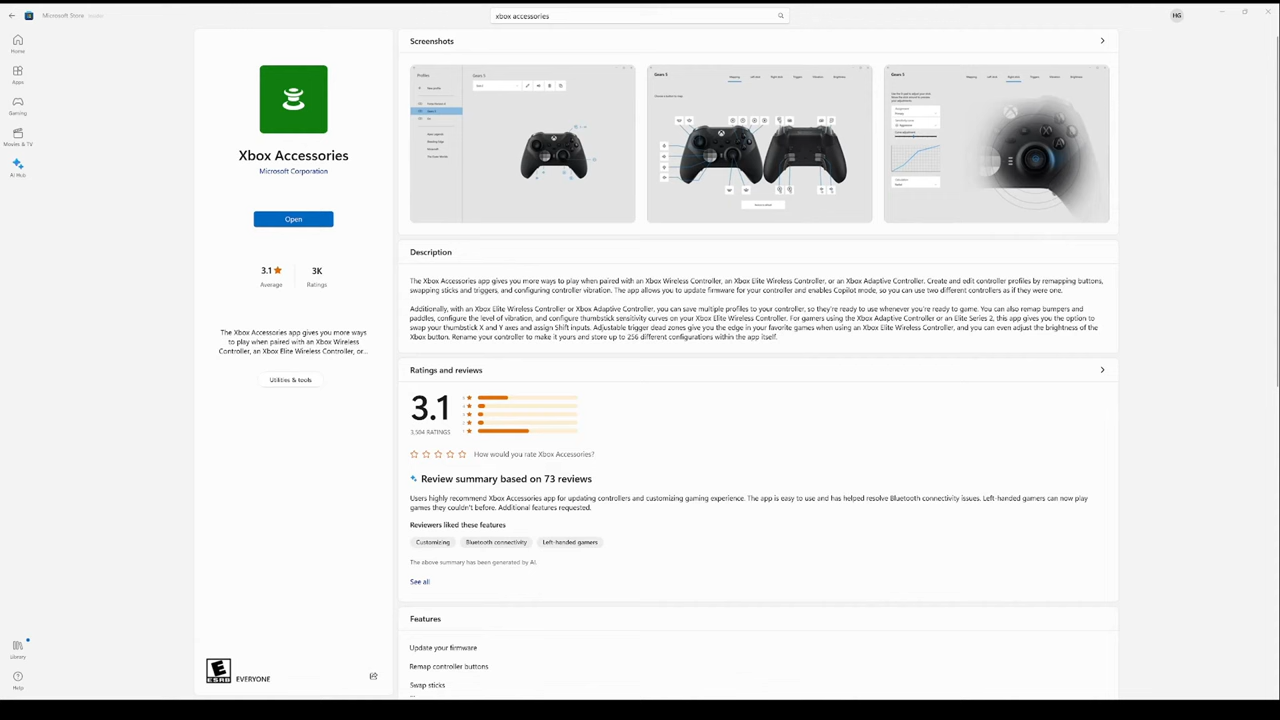 Microsoft Store
xbox accessories
HG
Home
Apps
Gaming
Movies & TV
AI Hub
Library
Help
Xbox Accessories
Microsoft Corporation
Open
3.1
Average
3K
Ratings
The Xbox Accessories app gives you more ways
to play when paired with an Xbox Wireless
Controller, an Xbox Elite Wireless Controller, or...
Utilities & tools
E
ESRB
EVERYONE
Screenshots
Profiles
Gears 5
Gears 5
Gears 5
Description
The Xbox Accessories app gives you more ways to play when paired with an Xbox Wireless Controller, an Xbox Elite Wireless Controller, or an Xbox Adaptive Controller. Create and edit controller profiles by remapping buttons,
swapping sticks and triggers, and configuring controller vibration. The app allows you to update firmware for your controller and enables Copilot mode, so you can use two different controllers as if they were one.
Additionally, with an Xbox Elite Wireless Controller or Xbox Adaptive Controller, you can save multiple profiles to your controller, so they're ready to use whenever you're ready to game. You can also remap bumpers and
paddles, configure the level of vibration, and configure thumbstick sensitivity curves on your Xbox Elite Wireless Controller. For gamers using the Xbox Adaptive Controller or an Elite Series 2, this app gives you the option to
swap your thumbstick X and Y axes and assign Shift inputs. Adjustable trigger dead zones give you the edge in your favorite games when using an Xbox Elite Wireless Controller, and you can even adjust the brightness of the
Xbox button. Rename your controller to make it yours and store up to 256 different configurations within the app itself.
Ratings and reviews
3.1
3,504 RATINGS
How would you rate Xbox Accessories?
Review summary based on 73 reviews
Users highly recommend Xbox Accessories app for updating controllers and customizing gaming experience. The app is easy to use and has helped resolve Bluetooth connectivity issues. Left-handed gamers can now play
games they couldn't before. Additional features requested.
Reviewers liked these features
Customizing
Bluetooth connectivity
Left-handed gamers
The above summary has been generated by AI.
See all
Features
Update your firmware
Remap controller buttons
Swap sticks